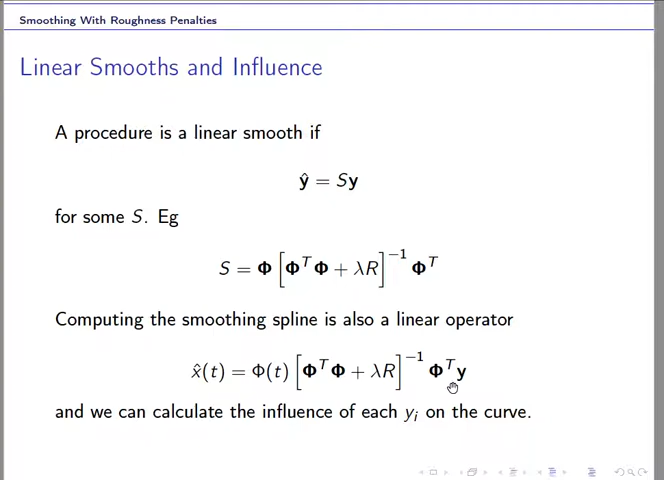 Smoothing With Roughness Penalties
Linear Smooths and Influence
A procedure is a linear smooth if
ŷ = Sy
for some S. Eg
S = Φ [ΦᵀΦ + λR]⁻¹ Φᵀ
Computing the smoothing spline is also a linear operator
x̂(t) = Φ(t) [ΦᵀΦ + λR]⁻¹ Φᵀy
and we can calculate the influence of each yᵢ on the curve.